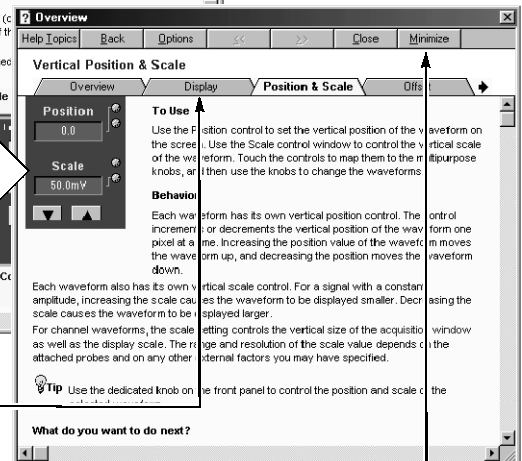 Overview
Help Topics Back Options << >> Close Minimize
Vertical Position & Scale
Overview Display Position & Scale Offset
Position
0.0
Scale
50.0mV
To Use
Use the Position control to set the vertical position of the waveform on
the screen. Use the Scale control window to control the vertical scale
of the waveform. Touch the controls to map them to the multipurpose
knobs, and then use the knobs to change the waveforms
Behavior
Each waveform has its own vertical position control. The control
increments or decrements the vertical position of the waveform one
pixel at a time. Increasing the position value of the waveform moves
the waveform up, and decreasing the position moves the waveform
down.
Each waveform also has its own vertical scale control. For a signal with a constant
amplitude, increasing the scale causes the waveform to be displayed smaller. Decreasing the
scale causes the waveform to be displayed larger.
For channel waveforms, the scale setting controls the vertical size of the acquisition window
as well as the display scale. The range and resolution of the scale value depends on the
attached probes and on any other external factors you may have specified.
Tip Use the dedicated knob on the front panel to control the position and scale of the
What do you want to do next?